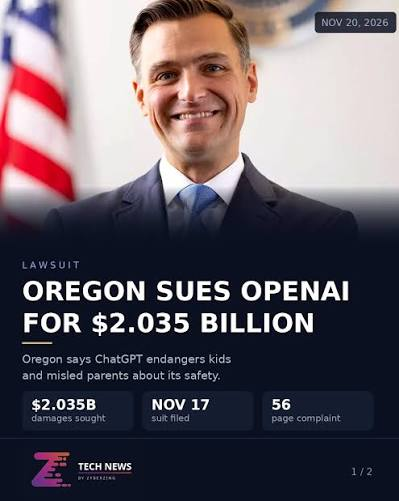 NOV 20, 2026
LAWSUIT
OREGON SUES OPENAI
FOR $2.035 BILLION
Oregon says ChatGPT endangers kids
and misled parents about its safety.
$2.035B
damages sought
NOV 17
suit filed
56
page complaint
TECH NEWS
BY ZYBERZING
1 / 2